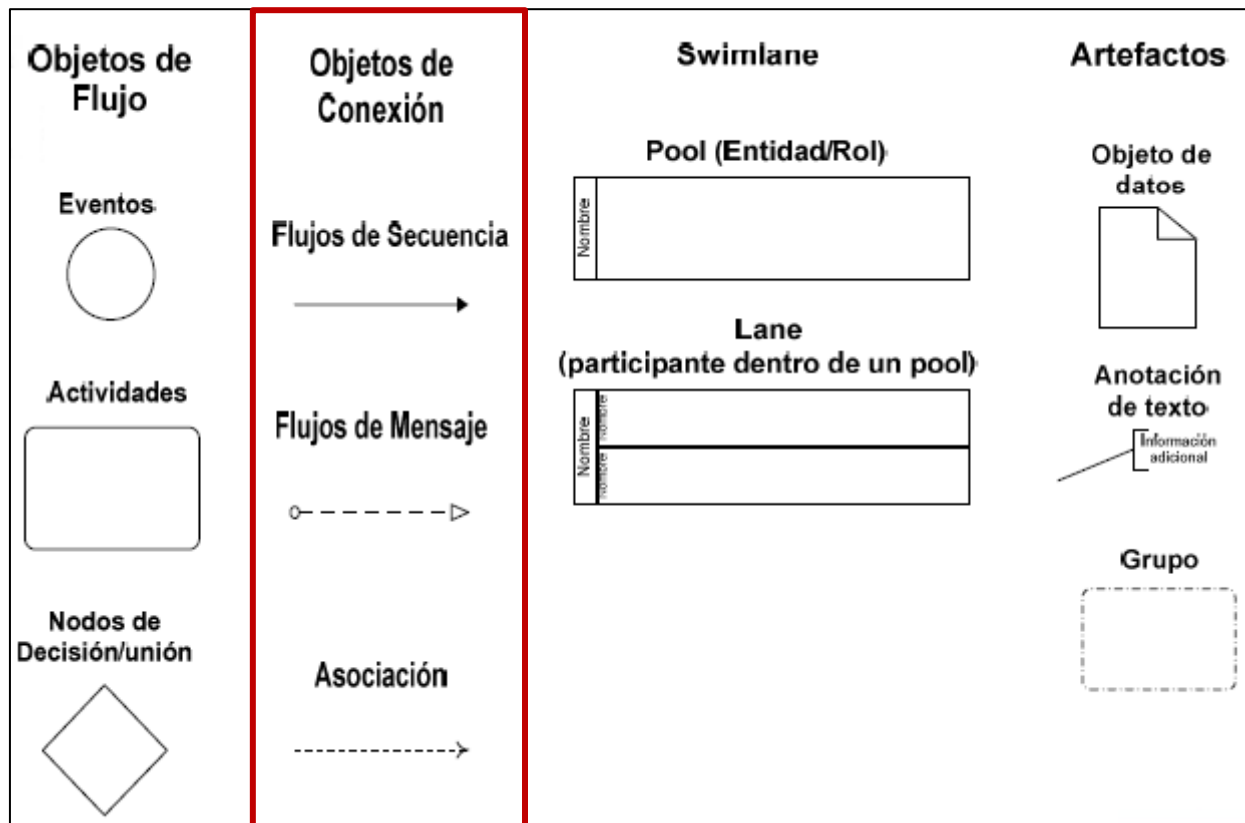 Objetos de
Flujo
Eventos
Actividades
Nodos de
Decisión/unión
Objetos de
Conexión
Flujos de Secuencia
Flujos de Mensaje
Asociación
Swimlane
Pool (Entidad/Rol)
Nombre
Lane
(participante dentro de un pool)
Nombre
Nombre
Nombre
Artefactos
Objeto de
datos
Anotación
de texto
Información
adicional
Grupo